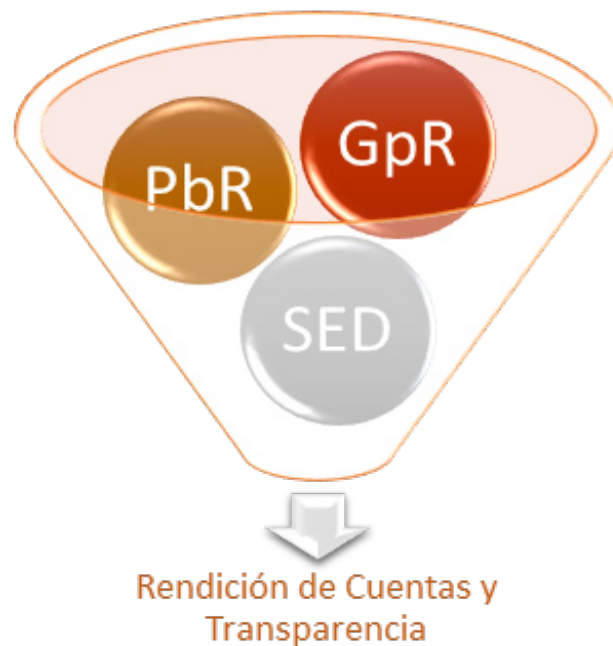 GpR
PbR
SED
Rendición de Cuentas y
Transparencia